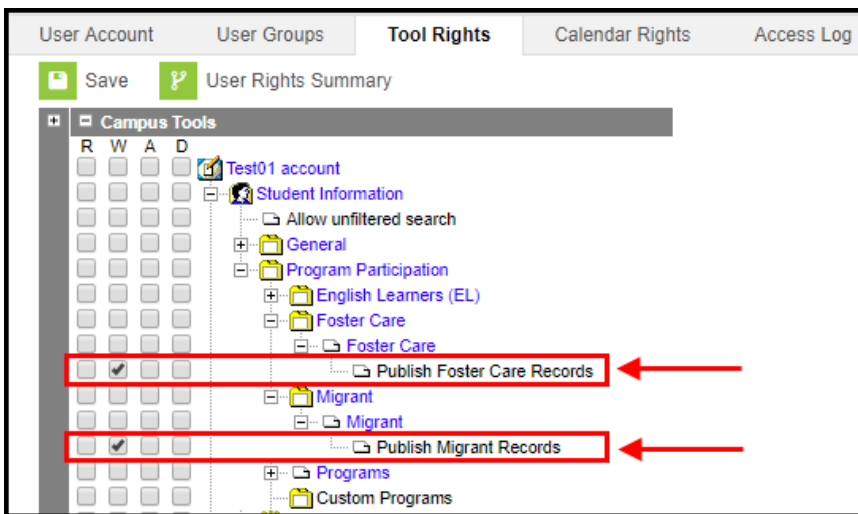 User Account User Groups Tool Rights Calendar Rights Access Log
Save User Rights Summary
Campus Tools
R W A D
Test01 account
Student Information
Allow unfiltered search
General
Program Participation
English Learners (EL)
Foster Care
Foster Care
Publish Foster Care Records
Migrant
Migrant
Publish Migrant Records
Programs
Custom Programs